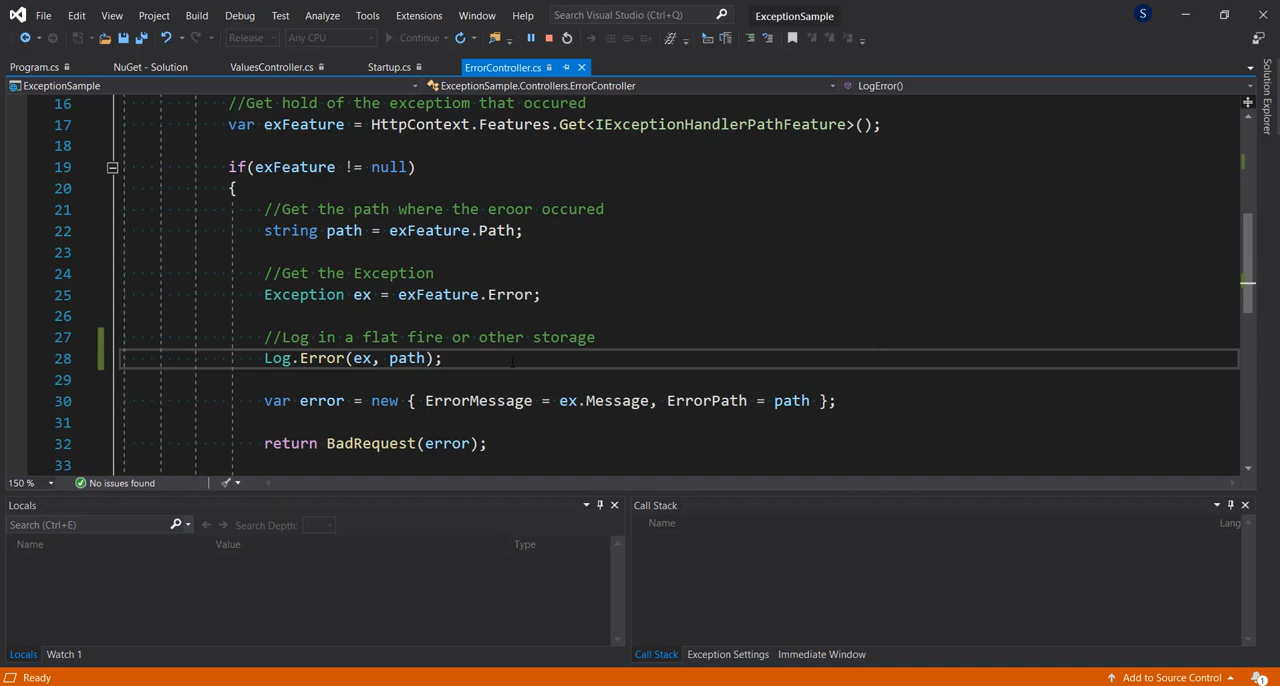 File Edit View Project Build Debug Test Analyze Tools Extensions Window Help Search Visual Studio (Ctrl+Q) ExceptionSample S
Release Any CPU Continue
Program.cs NuGet - Solution ValuesController.cs Startup.cs ErrorController.cs
ExceptionSample ExceptionSample.Controllers.ErrorController LogError()
Solution Explorer
16 //Get hold of the exceptiom that occured
17 var exFeature = HttpContext.Features.Get<IExceptionHandlerPathFeature>();
18
19 if(exFeature != null)
20 {
21 //Get the path where the eroor occured
22 string path = exFeature.Path;
23
24 //Get the Exception
25 Exception ex = exFeature.Error;
26
27 //Log in a flat fire or other storage
28 Log.Error(ex, path);
29
30 var error = new { ErrorMessage = ex.Message, ErrorPath = path };
31
32 return BadRequest(error);
33
150 % No issues found
Locals
Search (Ctrl+E) Search Depth:
Name Value Type
Call Stack
Name Lang
Locals Watch 1
Call Stack Exception Settings Immediate Window
Ready Add to Source Control 1